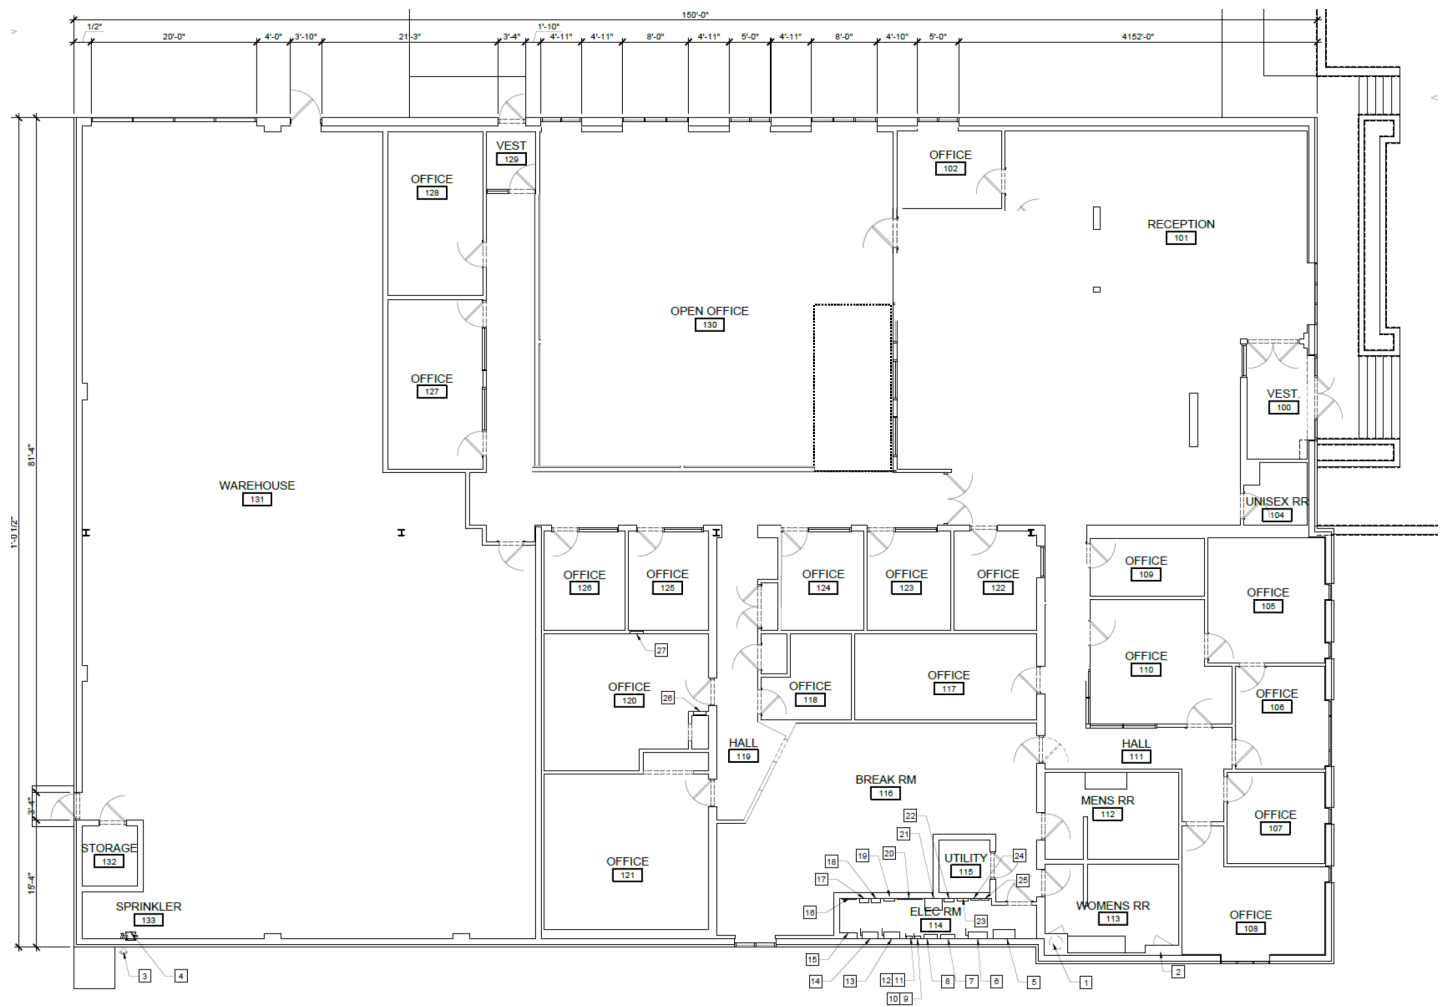 150'-0"
1/2"
1'-10"
20'-0"
4'-0"
3'-10"
21'-3"
3'-4"
4'-11"
4'-11"
8'-0"
4'-11"
5'-0"
4'-11"
8'-0"
4'-10"
5'-0"
4152'-0"
VEST
129
OFFICE
102
OFFICE
128
RECEPTION
101
OPEN OFFICE
130
OFFICE
127
VEST.
100
81'-4"
WAREHOUSE
131
UNISEX RR
104
1'-0 1/2"
OFFICE
126
OFFICE
125
OFFICE
124
OFFICE
123
OFFICE
122
OFFICE
109
OFFICE
105
27
OFFICE
110
OFFICE
120
26
OFFICE
118
OFFICE
117
OFFICE
106
HALL
119
HALL
111
BREAK RM
116
3'-4"
MENS RR
112
OFFICE
107
22
21
STORAGE
132
18
19
20
UTILITY
115
24
15'-4"
OFFICE
121
17
25
SPRINKLER
133
16
ELEC RM
114
23
WOMENS RR
113
OFFICE
108
15
3
4
14
13
12
11
8
7
6
5
1
2
10
9